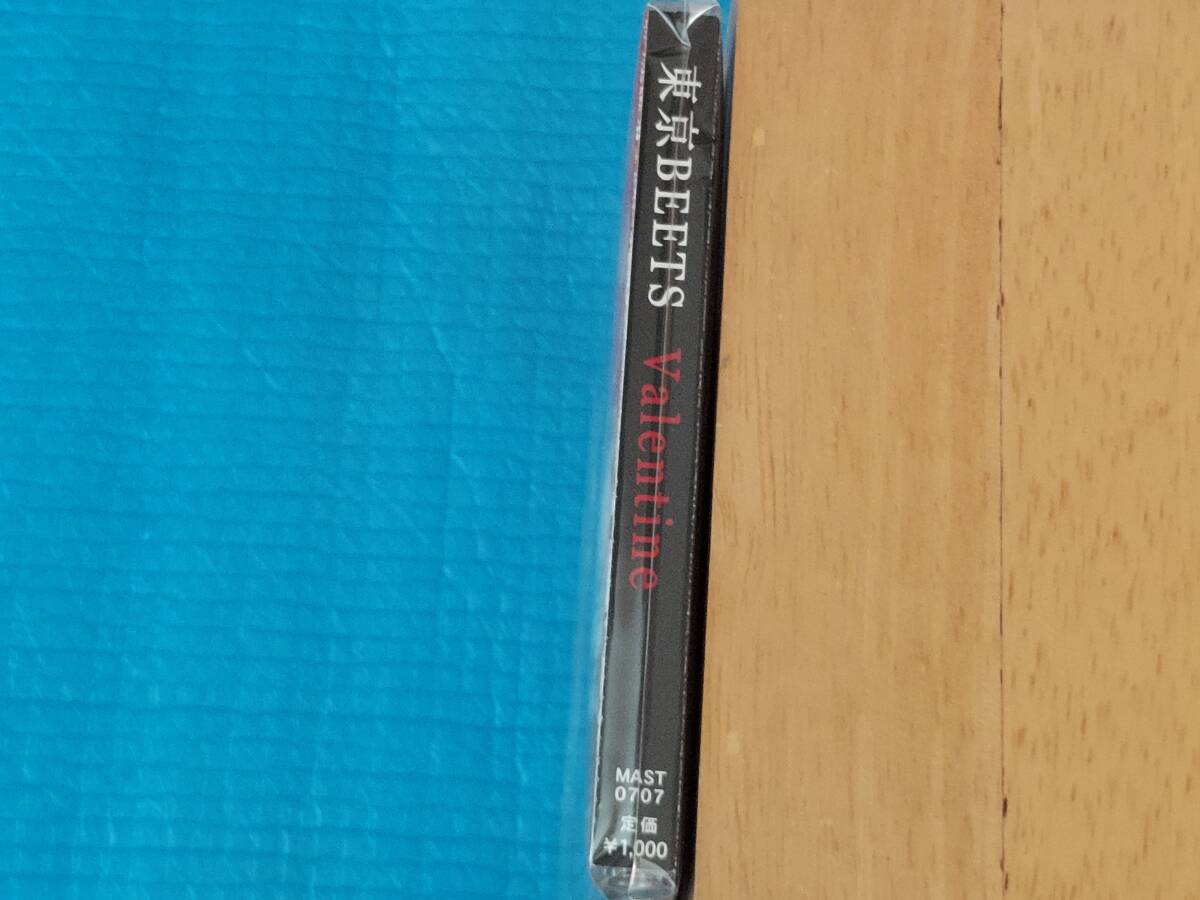 東京BEETS Valentine
MAST
0707
定価
¥1,000